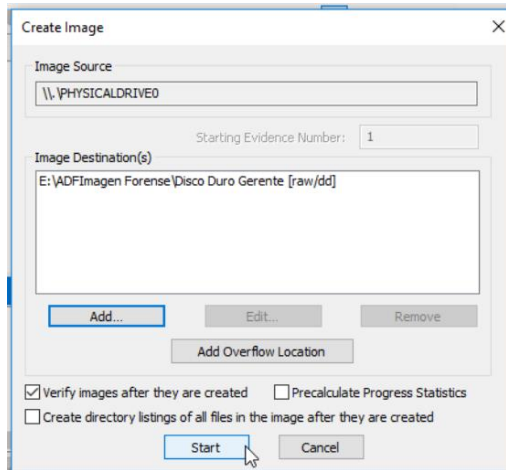 Create Image
Image Source
\\.\PHYSICALDRIVE0
Starting Evidence Number: 1
Image Destination(s)
E:\ADFImagen Forense\Disco Duro Gerente [raw/dd]
Add... Edit... Remove
Add Overflow Location
Verify images after they are created Precalculate Progress Statistics
Create directory listings of all files in the image after they are created
Start Cancel